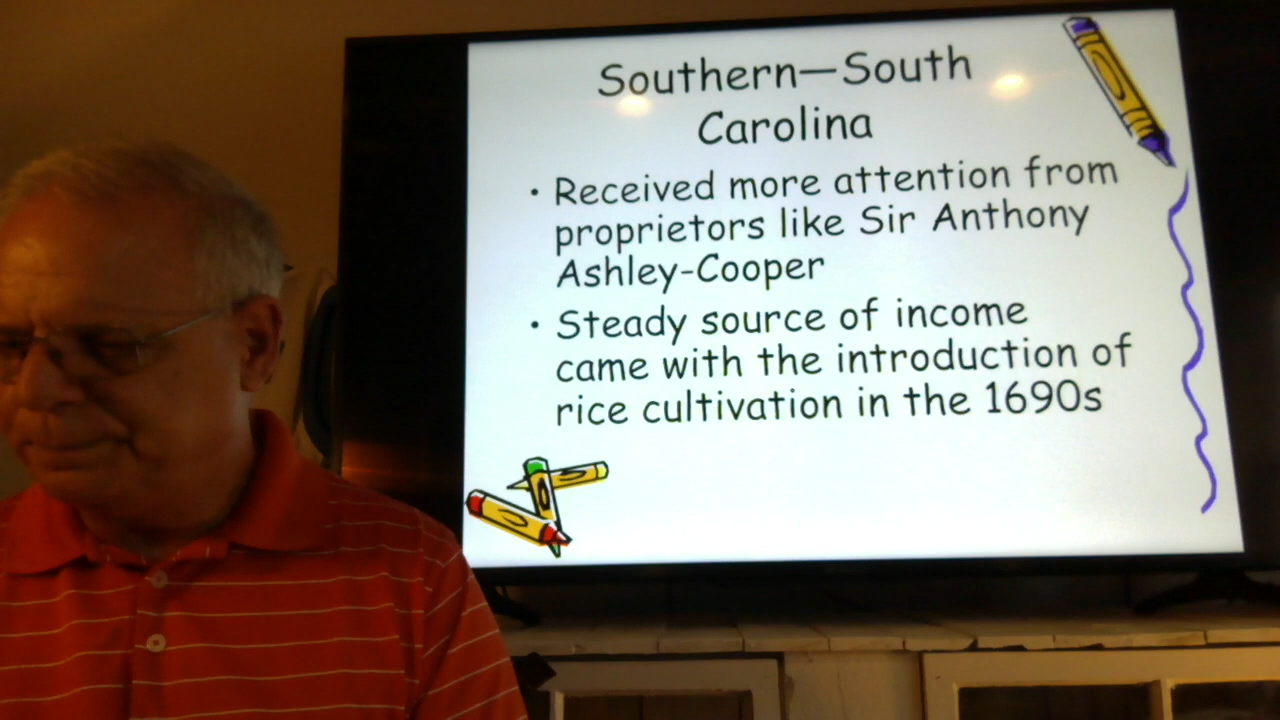 Southern—South
Carolina
• Received more attention from
proprietors like Sir Anthony
Ashley-Cooper
• Steady source of income
came with the introduction of
rice cultivation in the 1690s